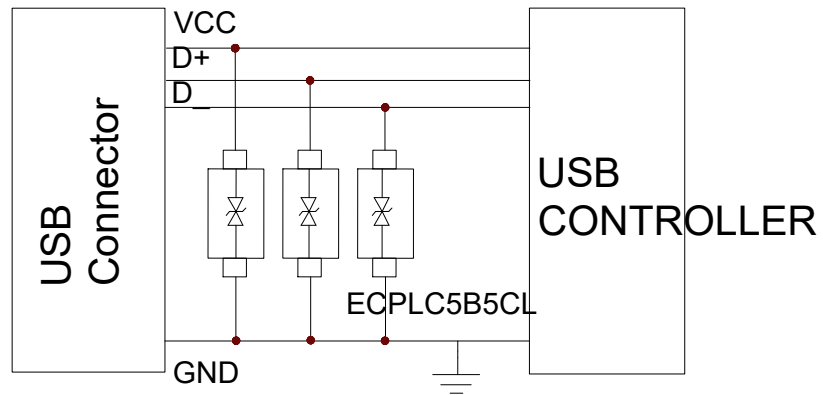 VCC
D+
D_
USB
Connector
USB
CONTROLLER
ECPLC5B5CL
GND